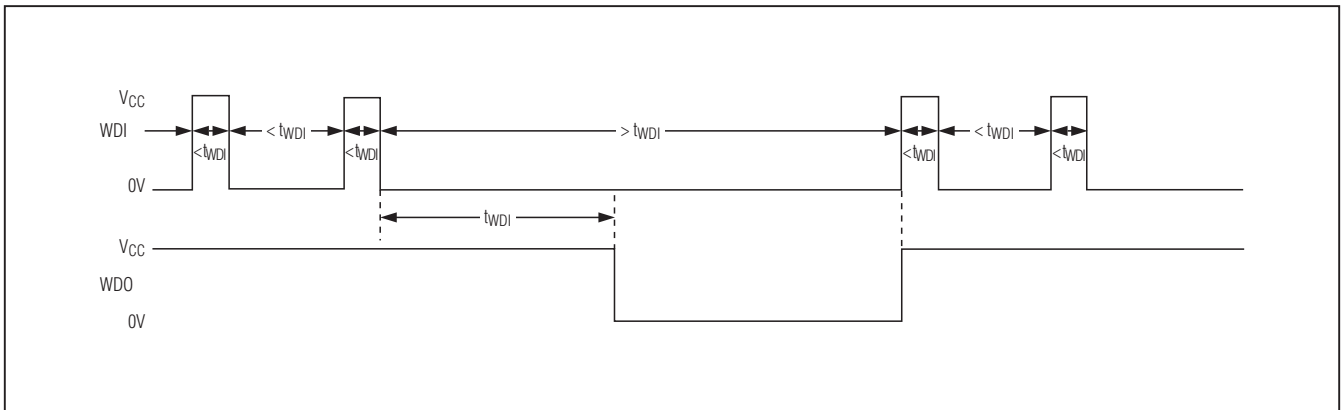 VCC
WDI
< tWDI
> tWDI
< tWDI
<tWDI
<tWDI
<tWDI
<tWDI
0V
tWDI
VCC
WDO
0V